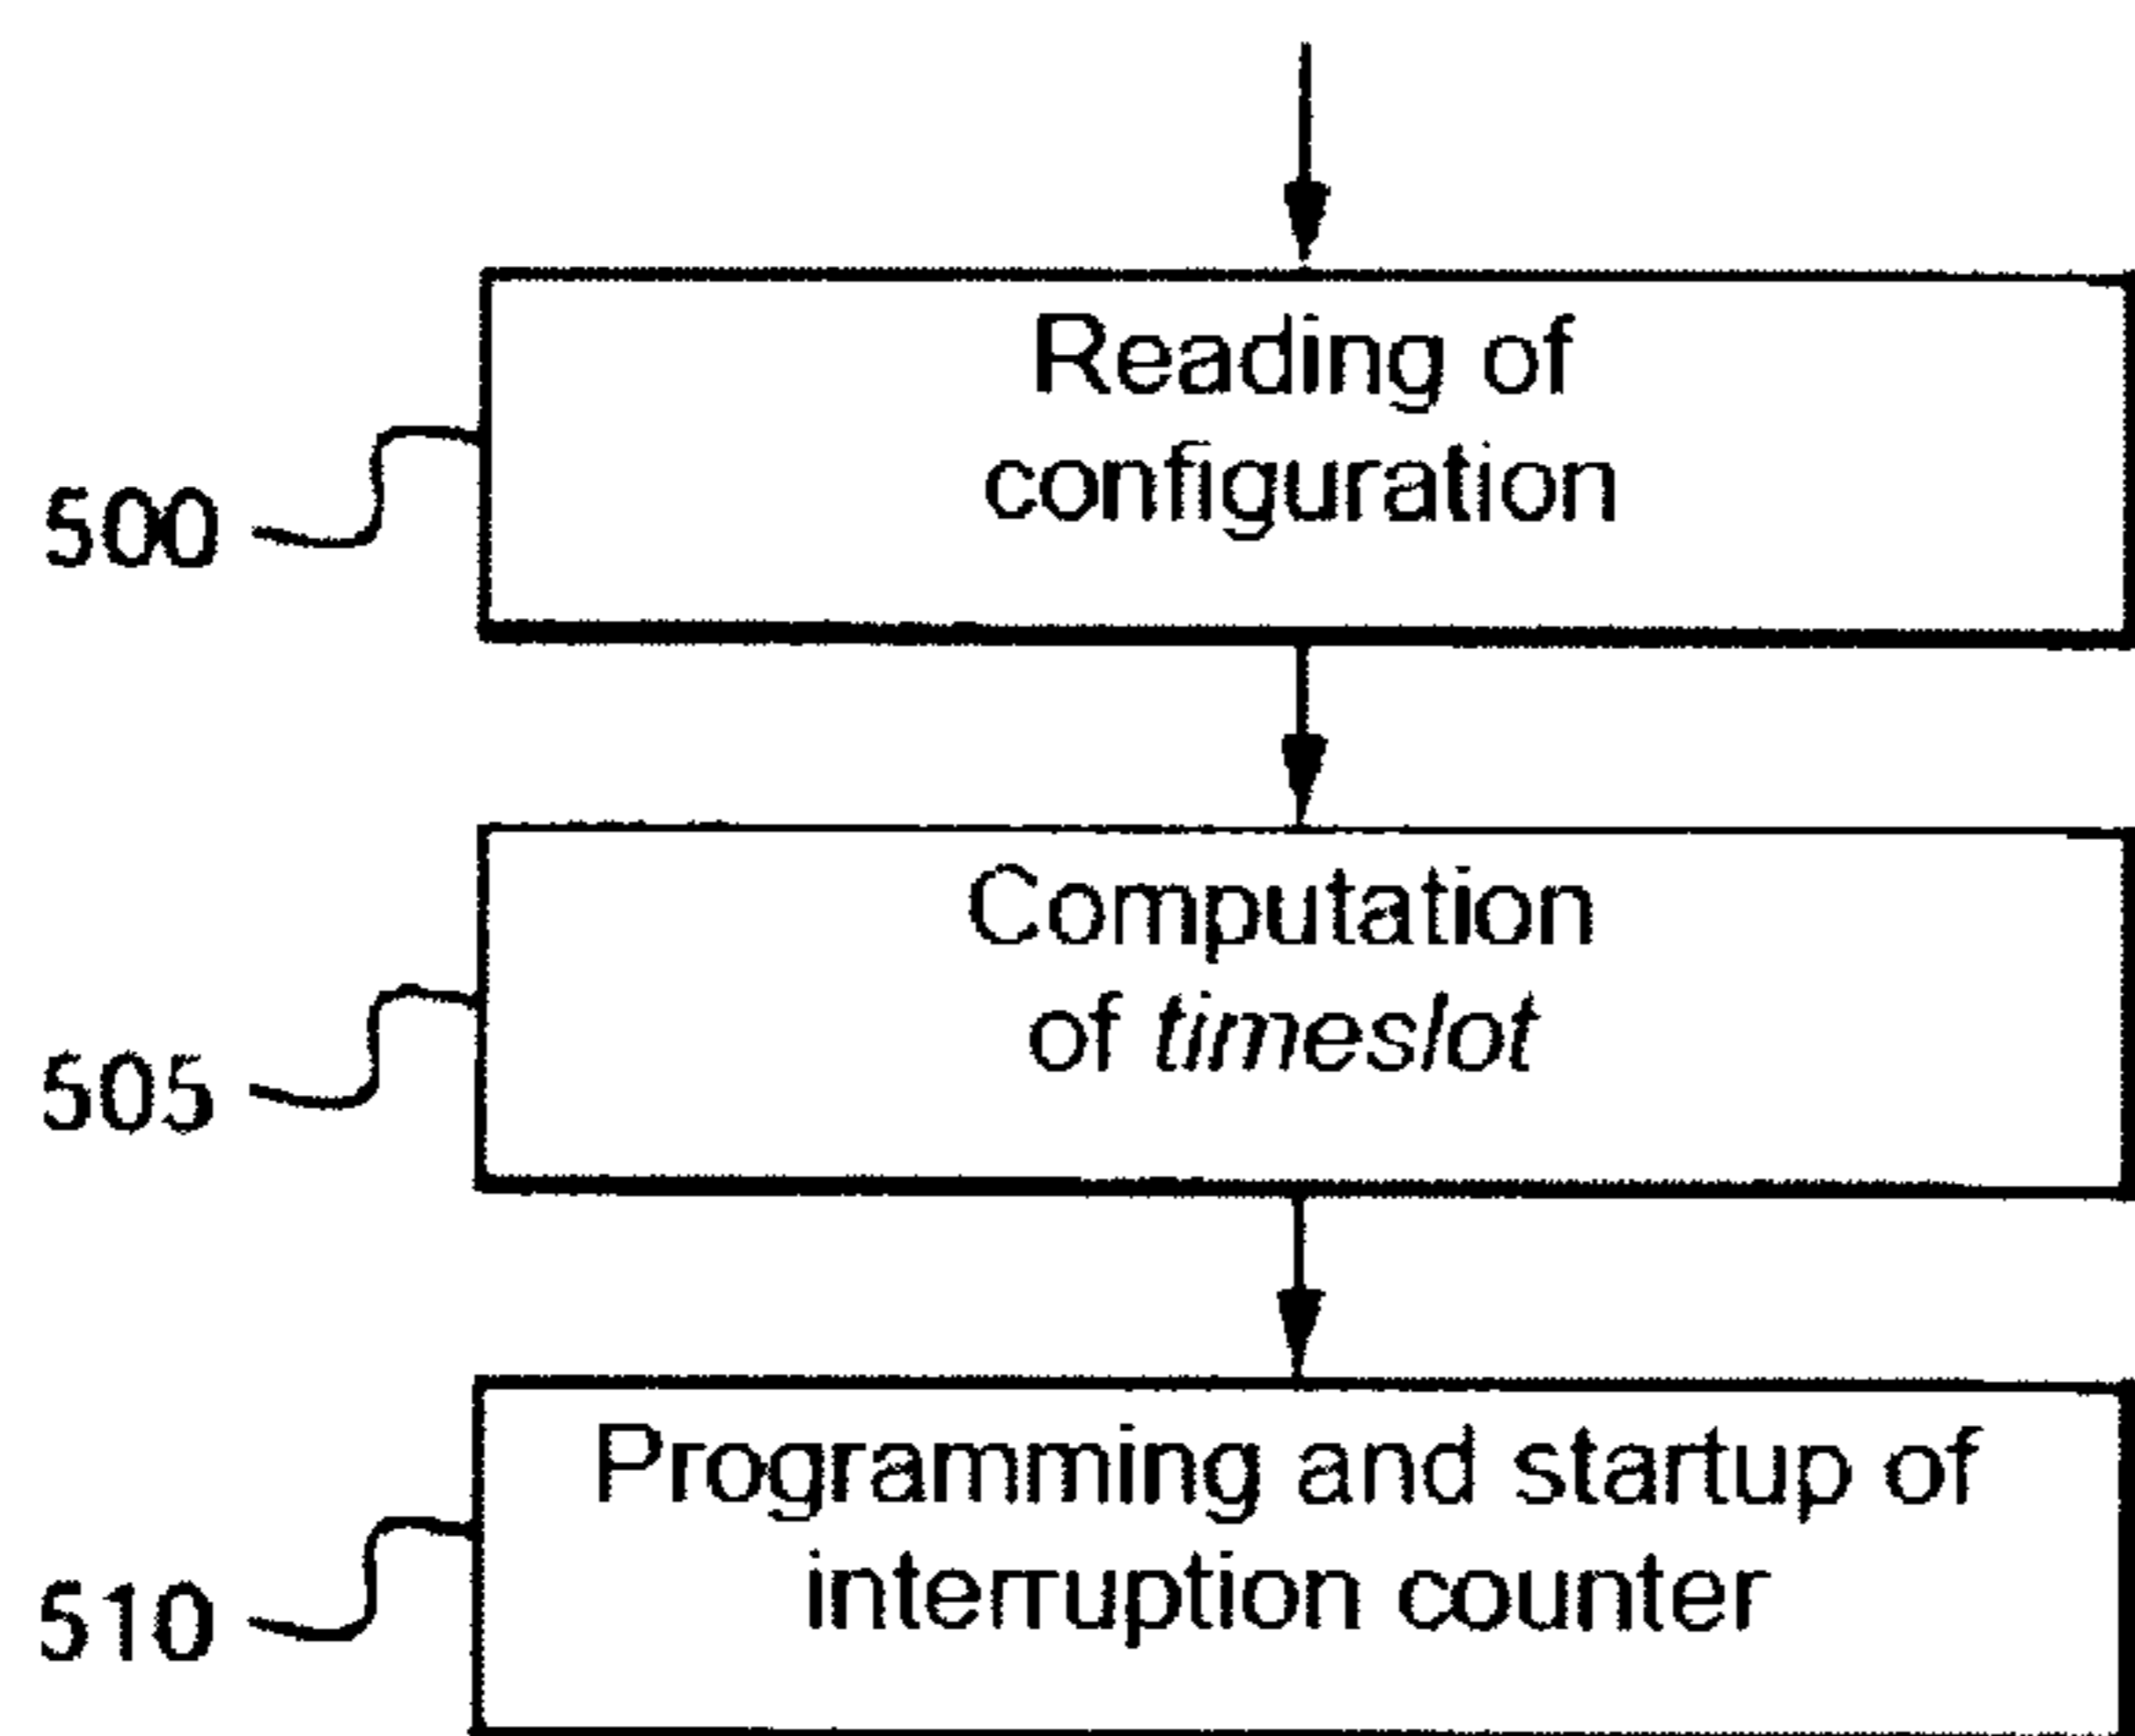 Reading of
configuration
500
Computation
of timeslot
505
Programming and startup of
interruption counter
510